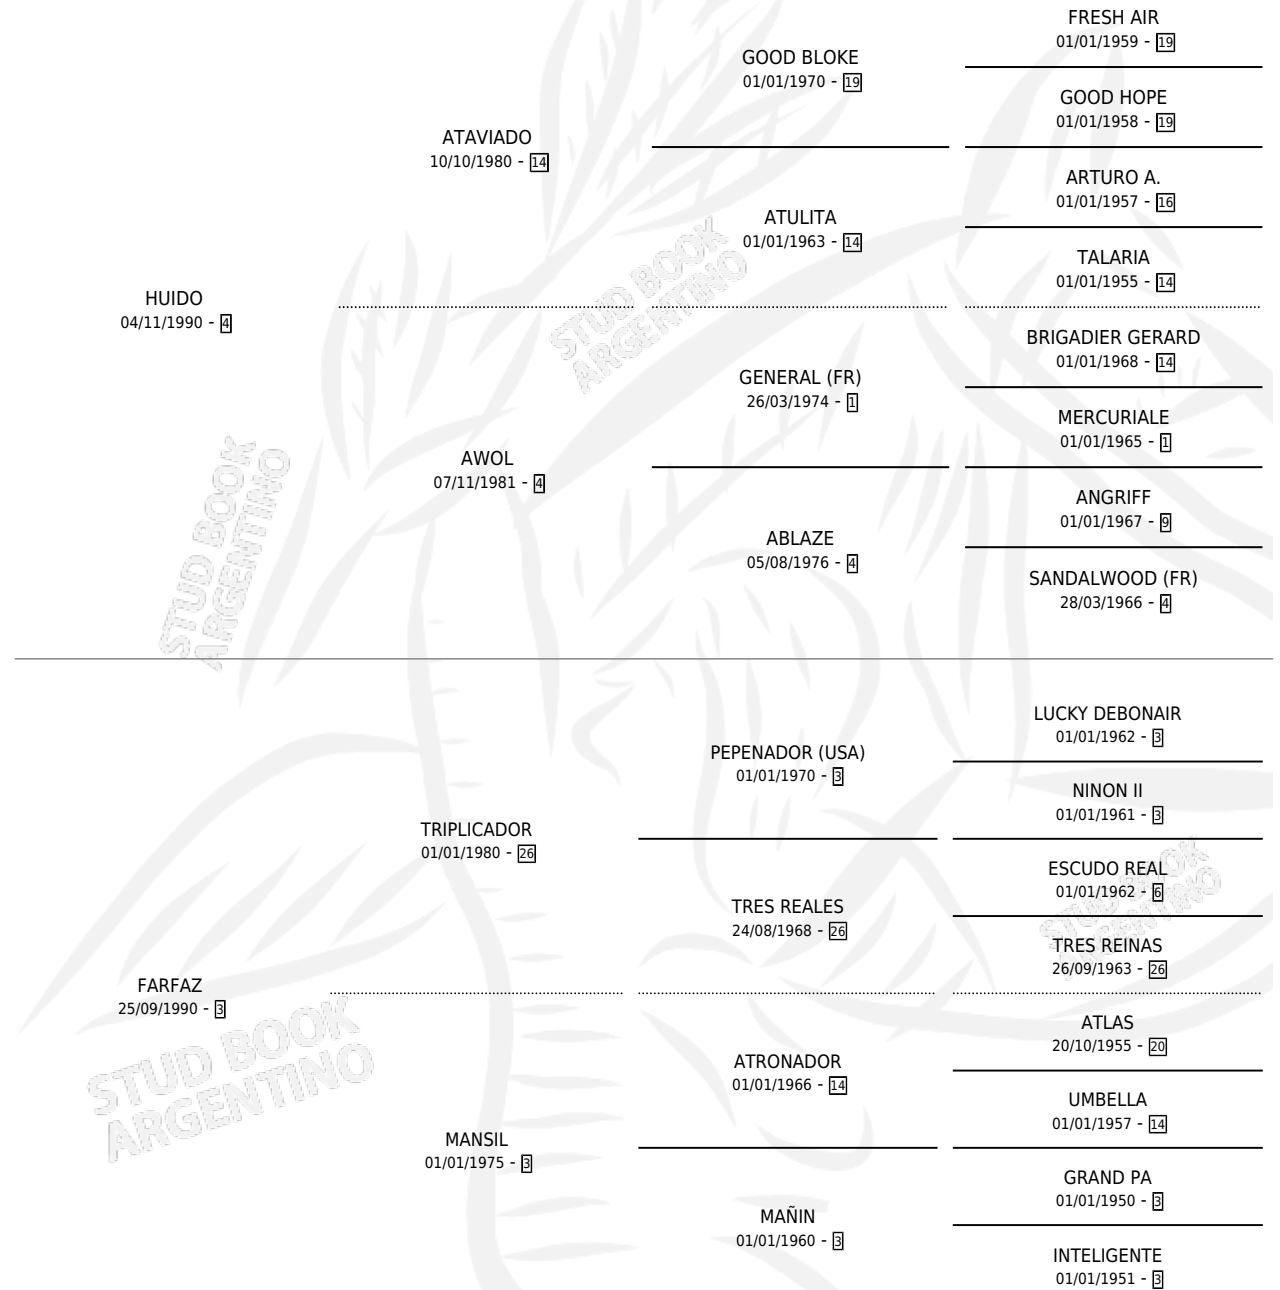 FRESH AIR
01/01/1959 - 19
GOOD BLOKE
01/01/1970 - 19
GOOD HOPE
01/01/1958 - 19
ATAVIADO
10/10/1980 - 14
ARTURO A.
01/01/1957 - 16
ATULITA
01/01/1963 - 14
TALARIA
01/01/1955 - 14
HUIDO
04/11/1990 - 4
STUD BOOK
ARGENTINO
BRIGADIER GERARD
01/01/1968 - 14
GENERAL (FR)
26/03/1974 - 1
MERCURIALE
01/01/1965 - 1
AWOL
07/11/1981 - 4
ANGRIFF
01/01/1967 - 9
ABLAZE
05/08/1976 - 4
SANDALWOOD (FR)
28/03/1966 - 4
STUD BOOK
ARGENTINO
LUCKY DEBONAIR
01/01/1962 - 3
PEPENADOR (USA)
01/01/1970 - 3
NINON II
01/01/1961 - 3
TRIPLICADOR
01/01/1980 - 26
ESCUDO REAL
01/01/1962 - 6
TRES REALES
24/08/1968 - 26
STUD BOOK
ARGENTINO
TRES REINAS
26/09/1963 - 26
FARFAZ
25/09/1990 - 3
STUD BOOK
ARGENTINO
ATLAS
20/10/1955 - 20
ATRONADOR
01/01/1966 - 14
UMBELLA
01/01/1957 - 14
MANSIL
01/01/1975 - 3
GRAND PA
01/01/1950 - 3
MAÑIN
01/01/1960 - 3
INTELIGENTE
01/01/1951 - 3